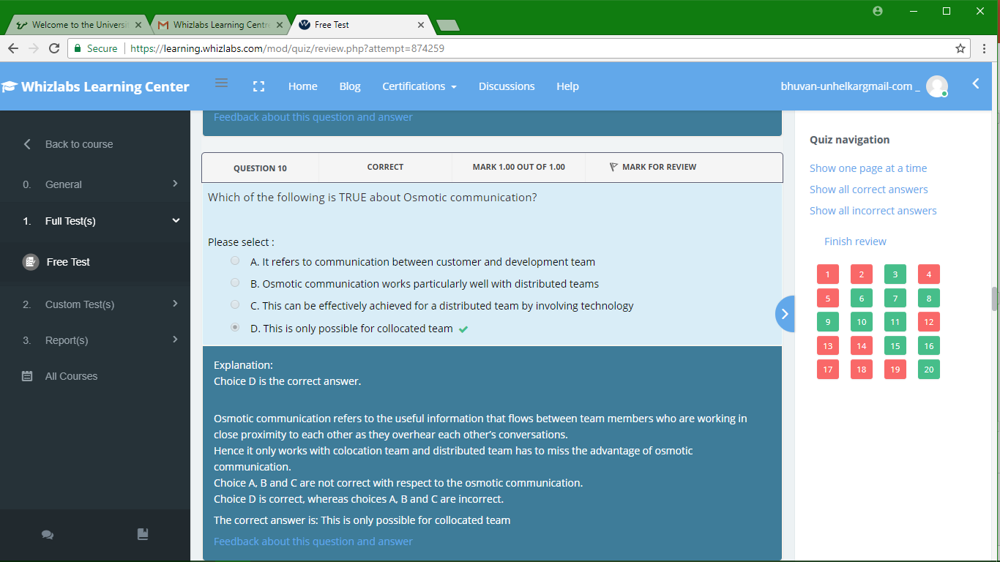 Welcome to the Universi
Whizlabs Learning Centre
Free Test
Secure
https://learning.whizlabs.com/mod/quiz/review.php?attempt=874259
Whizlabs Learning Center
Home
Blog
Certifications
Discussions
Help
bhuvan-unhelkargmail-com _
Back to course
0. General
1. Full Test(s)
Free Test
2. Custom Test(s)
3. Report(s)
All Courses
Feedback about this question and answer
QUESTION 10
CORRECT
MARK 1.00 OUT OF 1.00
MARK FOR REVIEW
Which of the following is TRUE about Osmotic communication?
Please select :
A. It refers to communication between customer and development team
B. Osmotic communication works particularly well with distributed teams
C. This can be effectively achieved for a distributed team by involving technology
D. This is only possible for collocated team
Explanation:
Choice D is the correct answer.
Osmotic communication refers to the useful information that flows between team members who are working in
close proximity to each other as they overhear each other’s conversations.
Hence it only works with colocation team and distributed team has to miss the advantage of osmotic
communication.
Choice A, B and C are not correct with respect to the osmotic communication.
Choice D is correct, whereas choices A, B and C are incorrect.
The correct answer is: This is only possible for collocated team
Feedback about this question and answer
Quiz navigation
Show one page at a time
Show all correct answers
Show all incorrect answers
Finish review
1 2 3 4
5 6 7 8
9 10 11 12
13 14 15 16
17 18 19 20